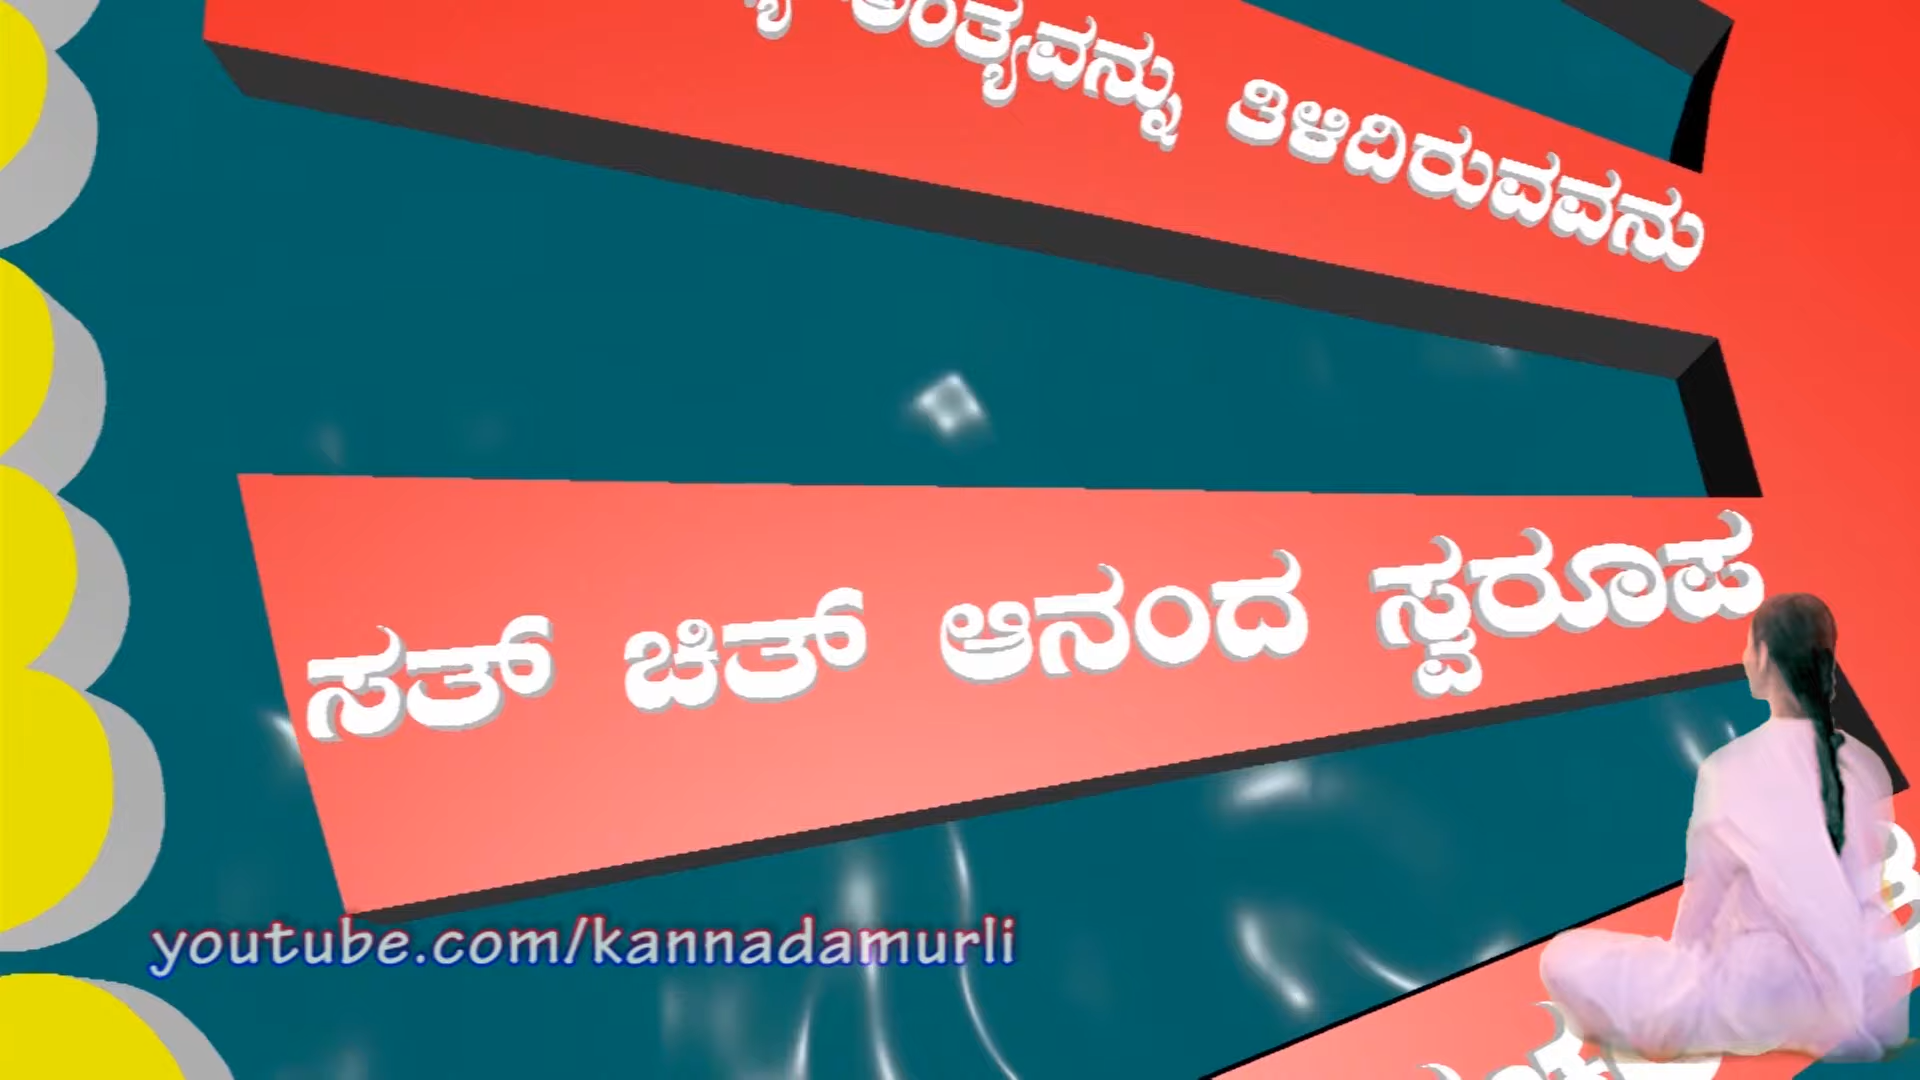 ತಿಳಿದಿರುವವನು
ಸತ್ ಚಿತ್ ಆನಂದ ಸ್ವರೂಪ
youtube.com/kannadamurli